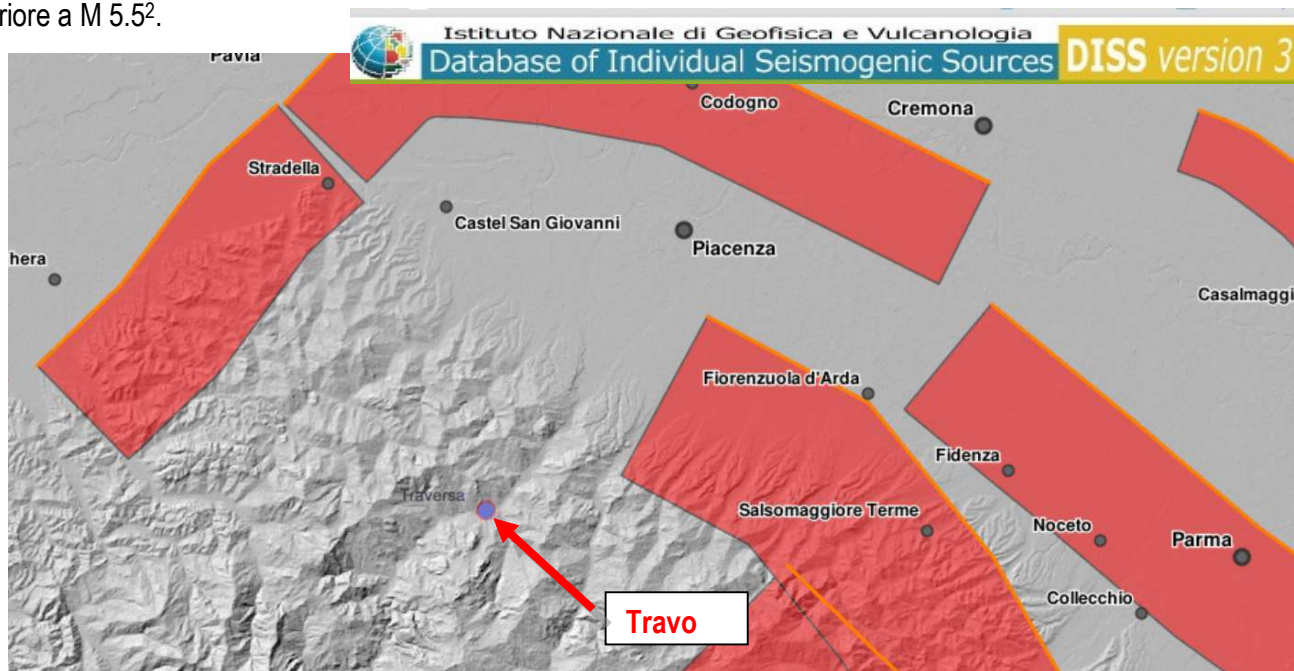 riore a M 5.5².
Istituto Nazionale di Geofisica e Vulcanologia
Database of Individual Seismogenic Sources DISS version 3
Pavia
Codogno
Cremona
Stradella
Castel San Giovanni
Piacenza
hera
Casalmaggi
Fiorenzuola d'Arda
Fidenza
Traversa
Salsomaggiore Terme
Noceto
Parma
Collecchio
Travo